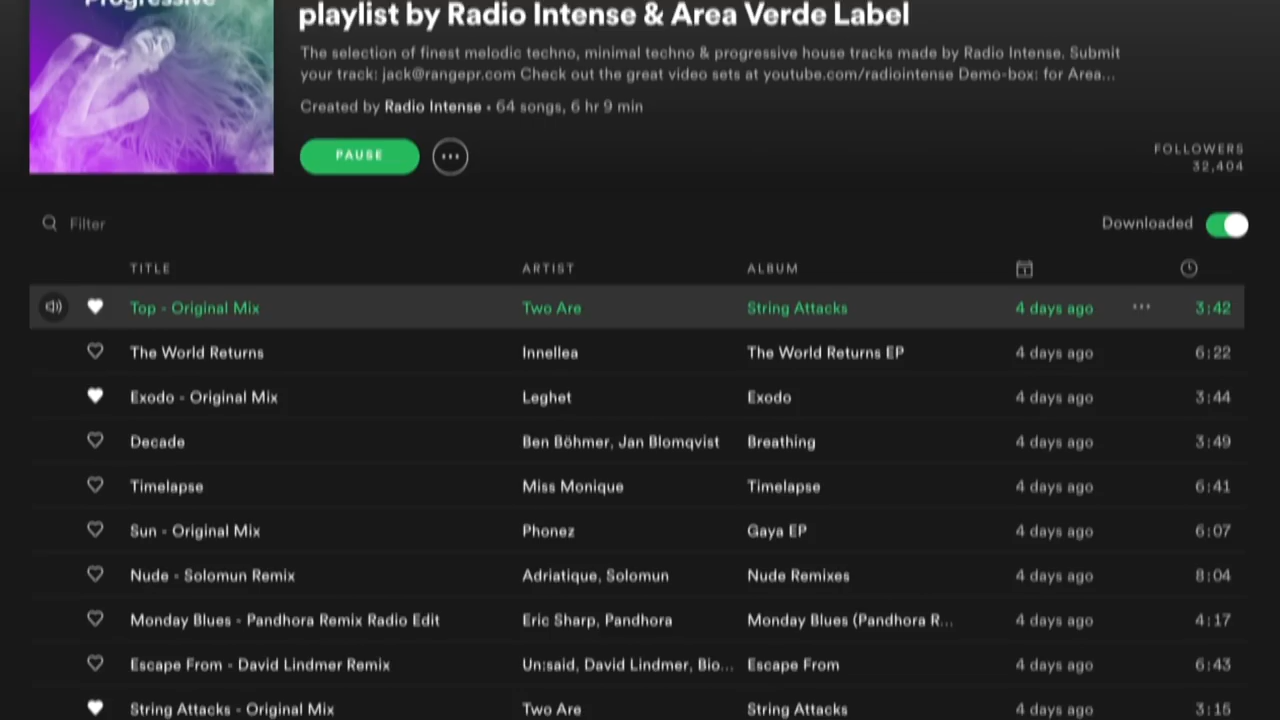 Progressive
playlist by Radio Intense & Area Verde Label
The selection of finest melodic techno, minimal techno & progressive house tracks made by Radio Intense. Submit
your track: jack@rangepr.com Check out the great video sets at youtube.com/radiointense Demo-box: for Area...
Created by Radio Intense • 64 songs, 6 hr 9 min
PAUSE
FOLLOWERS
32,404
Filter
Downloaded
TITLE ARTIST ALBUM
Top - Original Mix Two Are String Attacks 4 days ago 3:42
The World Returns Innellea The World Returns EP 4 days ago 6:22
Exodo - Original Mix Leghet Exodo 4 days ago 3:44
Decade Ben Böhmer, Jan Blomqvist Breathing 4 days ago 3:49
Timelapse Miss Monique Timelapse 4 days ago 6:41
Sun - Original Mix Phonez Gaya EP 4 days ago 6:07
Nude - Solomun Remix Adriatique, Solomun Nude Remixes 4 days ago 8:04
Monday Blues - Pandhora Remix Radio Edit Eric Sharp, Pandhora Monday Blues (Pandhora R... 4 days ago 4:17
Escape From - David Lindmer Remix Un:said, David Lindmer, Bio... Escape From 4 days ago 6:43
String Attacks - Original Mix Two Are String Attacks 4 days ago 3:15